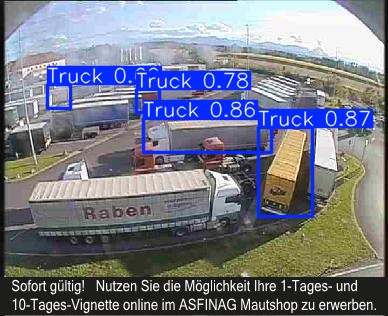 Truck 0.78
Truck 0.86
Truck 0.87
Raben
Sofort gültig! Nutzen Sie die Möglichkeit Ihre 1-Tages- und
10-Tages-Vignette online im ASFINAG Mautshop zu erwerben.